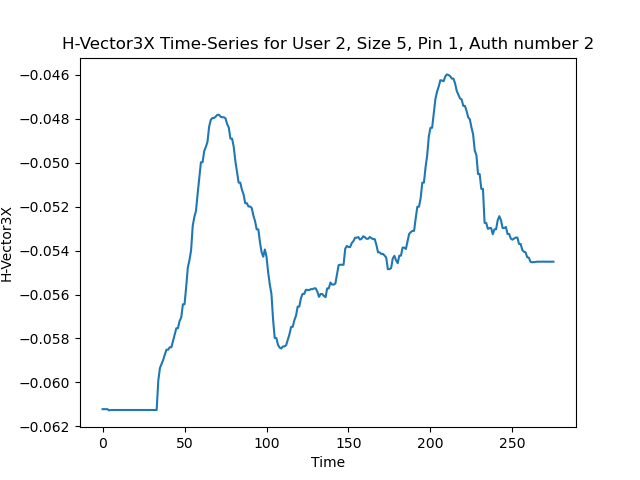 H-Vector3X Time-Series for User 2, Size 5, Pin 1, Auth number 2
−0.046
−0.048
−0.050
−0.052
−0.054
−0.056
−0.058
−0.060
−0.062
H-Vector3X
0 50 100 150 200 250
Time